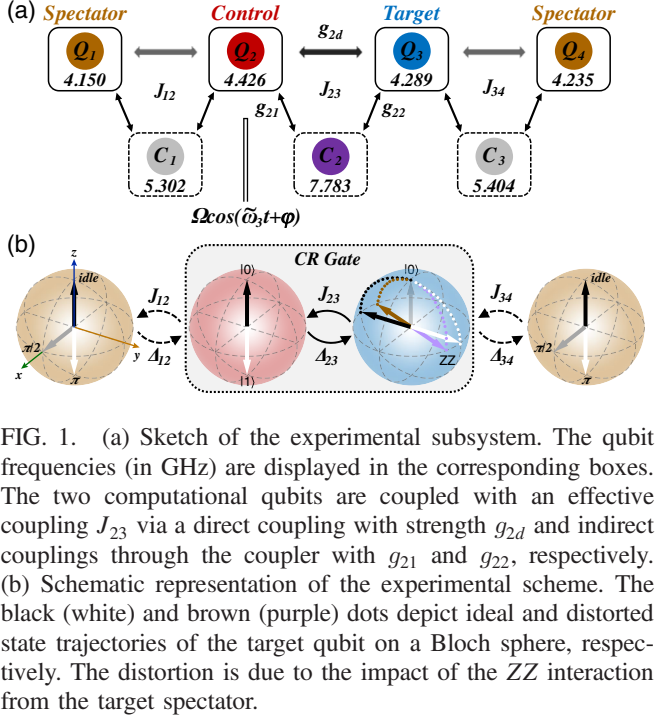 (a)
Spectator Control Target Spectator
g2d
Q1 Q2 Q3 Q4
4.150 4.426 4.289 4.235
J12 J23 J34
g21 g22
C1 C2 C3
5.302 7.783 5.404
Ωcos(ω̃3t+φ)
(b)
CR Gate
z
idle |0⟩ |0⟩ idle
J12 J23 J34
π/2 y π/2
Δ12 Δ23 ZZ Δ34
x π |1⟩ π
FIG. 1. (a) Sketch of the experimental subsystem. The qubit
frequencies (in GHz) are displayed in the corresponding boxes.
The two computational qubits are coupled with an effective
coupling J23 via a direct coupling with strength g2d and indirect
couplings through the coupler with g21 and g22, respectively.
(b) Schematic representation of the experimental scheme. The
black (white) and brown (purple) dots depict ideal and distorted
state trajectories of the target qubit on a Bloch sphere, respec-
tively. The distortion is due to the impact of the ZZ interaction
from the target spectator.